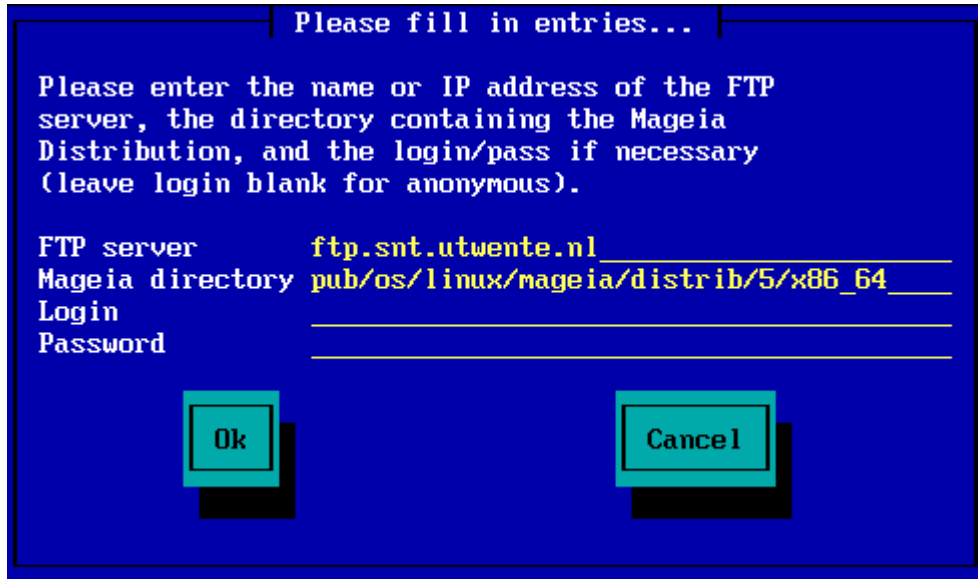 Please fill in entries...
Please enter the name or IP address of the FTP
server, the directory containing the Mageia
Distribution, and the login/pass if necessary
(leave login blank for anonymous).
FTP server ftp.snt.utwente.nl
Mageia directory pub/os/linux/mageia/distrib/5/x86_64
Login
Password
Ok Cancel